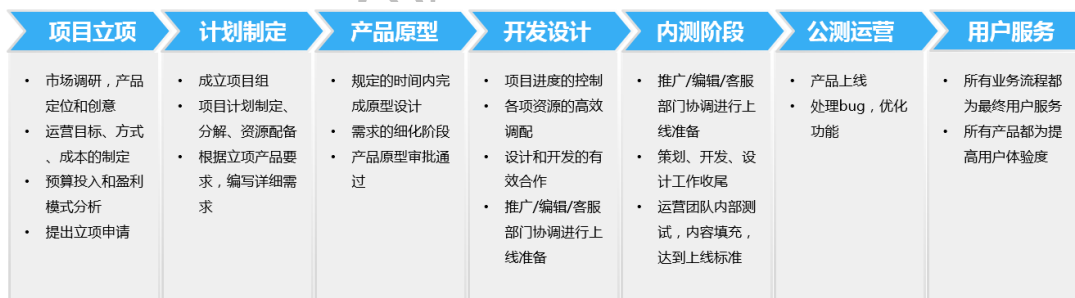 项目立项
计划制定
产品原型
开发设计
内测阶段
公测运营
用户服务
• 市场调研，产品
定位和创意
• 运营目标、方式
、成本的制定
• 预算投入和盈利
模式分析
• 提出立项申请
• 成立项目组
• 项目计划制定、
分解、资源配备
• 根据立项产品要
求，编写详细需
求
• 规定的时间内完
成原型设计
• 需求的细化阶段
• 产品原型审批通
过
• 项目进度的控制
• 各项资源的高效
调配
• 设计和开发的有
效合作
• 推广/编辑/客服
部门协调进行上
线准备
• 推广/编辑/客服
部门协调进行上
线准备
• 策划、开发、设
计工作收尾
• 运营团队内部测
试，内容填充，
达到上线标准
• 产品上线
• 处理bug，优化
功能
• 所有业务流程都
为最终用户服务
• 所有产品都为提
高用户体验度